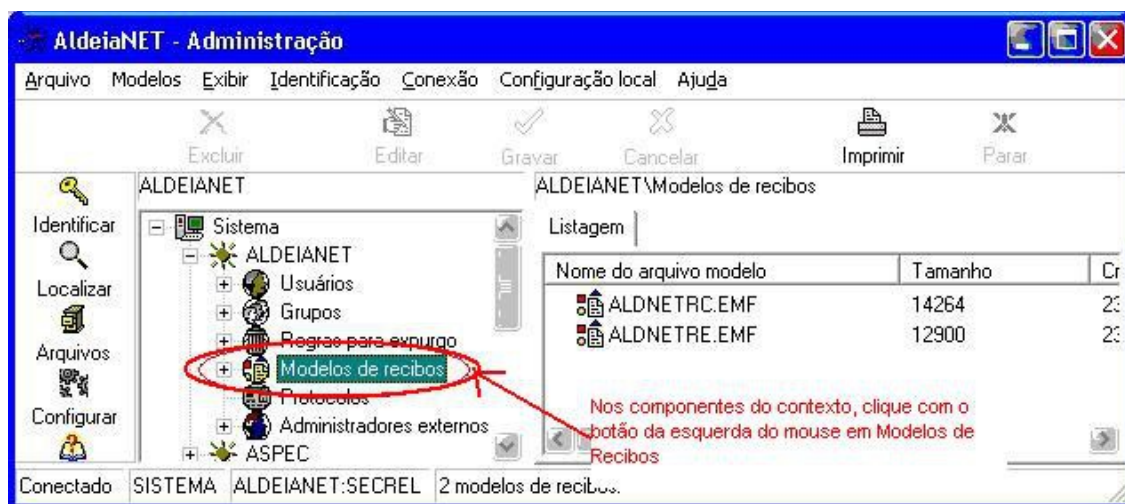 AldeiaNET - Administração
Arquivo Modelos Exibir Identificação Conexão Configuração local Ajuda
Excluir Editar Gravar Cancelar Imprimir Parar
Identificar
Localizar
Arquivos
Configurar
ALDEIANET
Sistema
ALDEIANET
Usuários
Grupos
Regras para expurgo
Modelos de recibos
Protocolos
Administradores externos
ASPEC
ALDEIANET\Modelos de recibos
Listagem
Nome do arquivo modelo Tamanho
ALDNETRC.EMF 14264
ALDNETRE.EMF 12900
Nos componentes do contexto, clique com o
botão da esquerda do mouse em Modelos de
Recibos
Conectado SISTEMA ALDEIANET:SECREL 2 modelos de recibos.